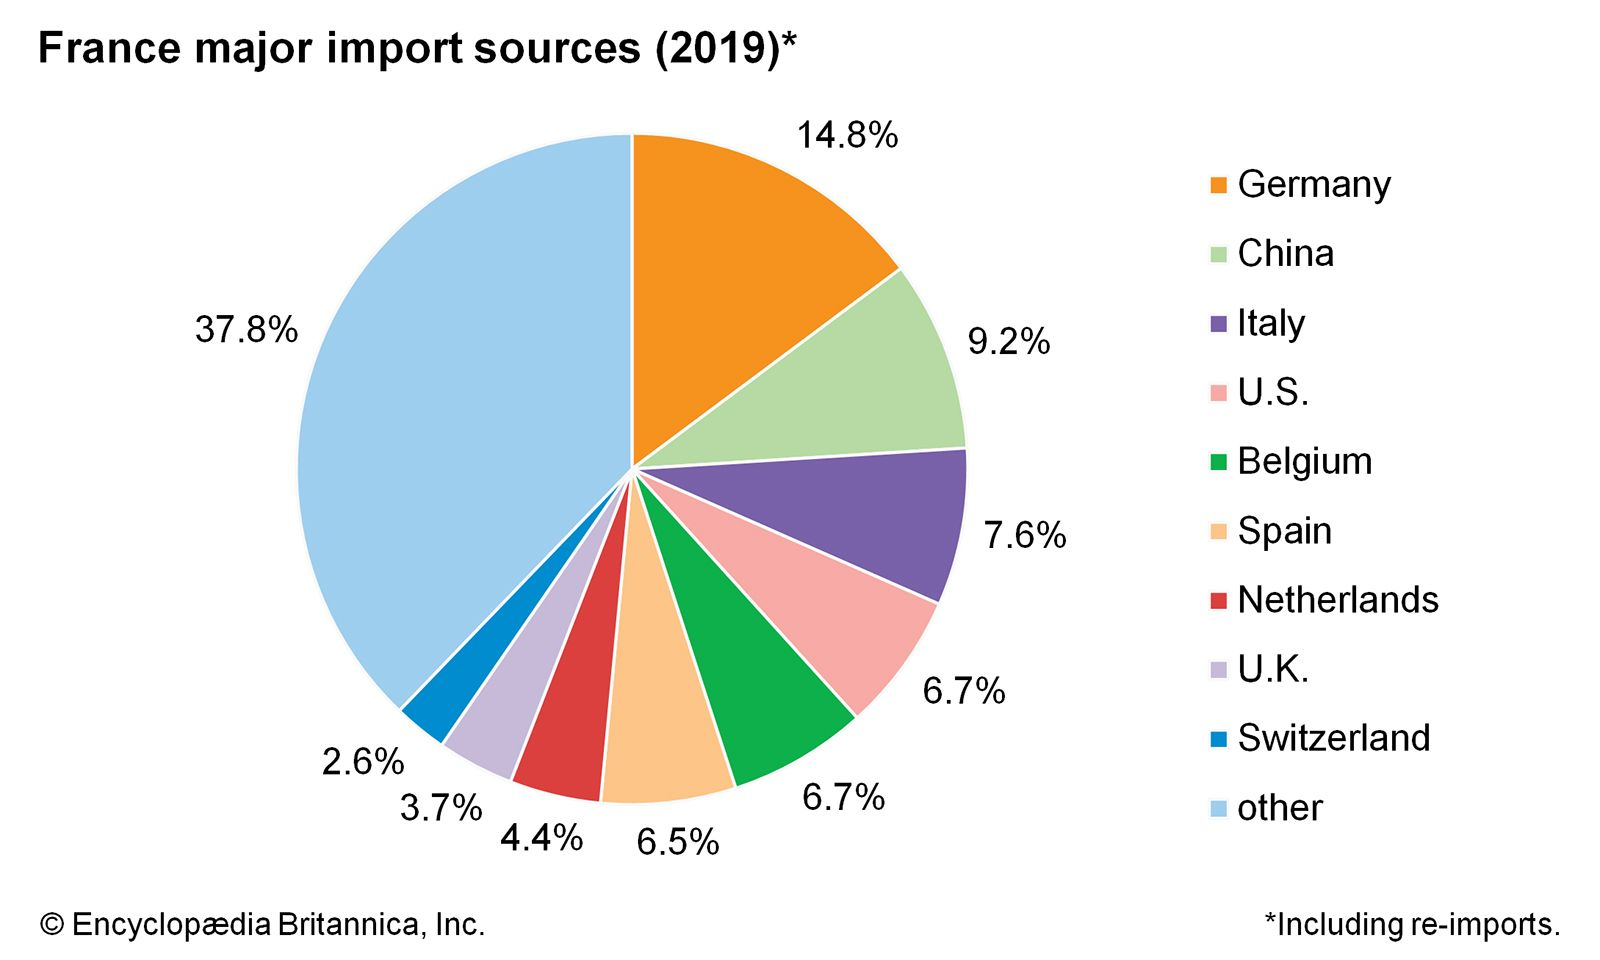 France major import sources (2019)*
14.8%
9.2%
7.6%
6.7%
6.7%
6.5%
4.4%
3.7%
2.6%
37.8%
Germany
China
Italy
U.S.
Belgium
Spain
Netherlands
U.K.
Switzerland
other
© Encyclopædia Britannica, Inc.
*Including re-imports.